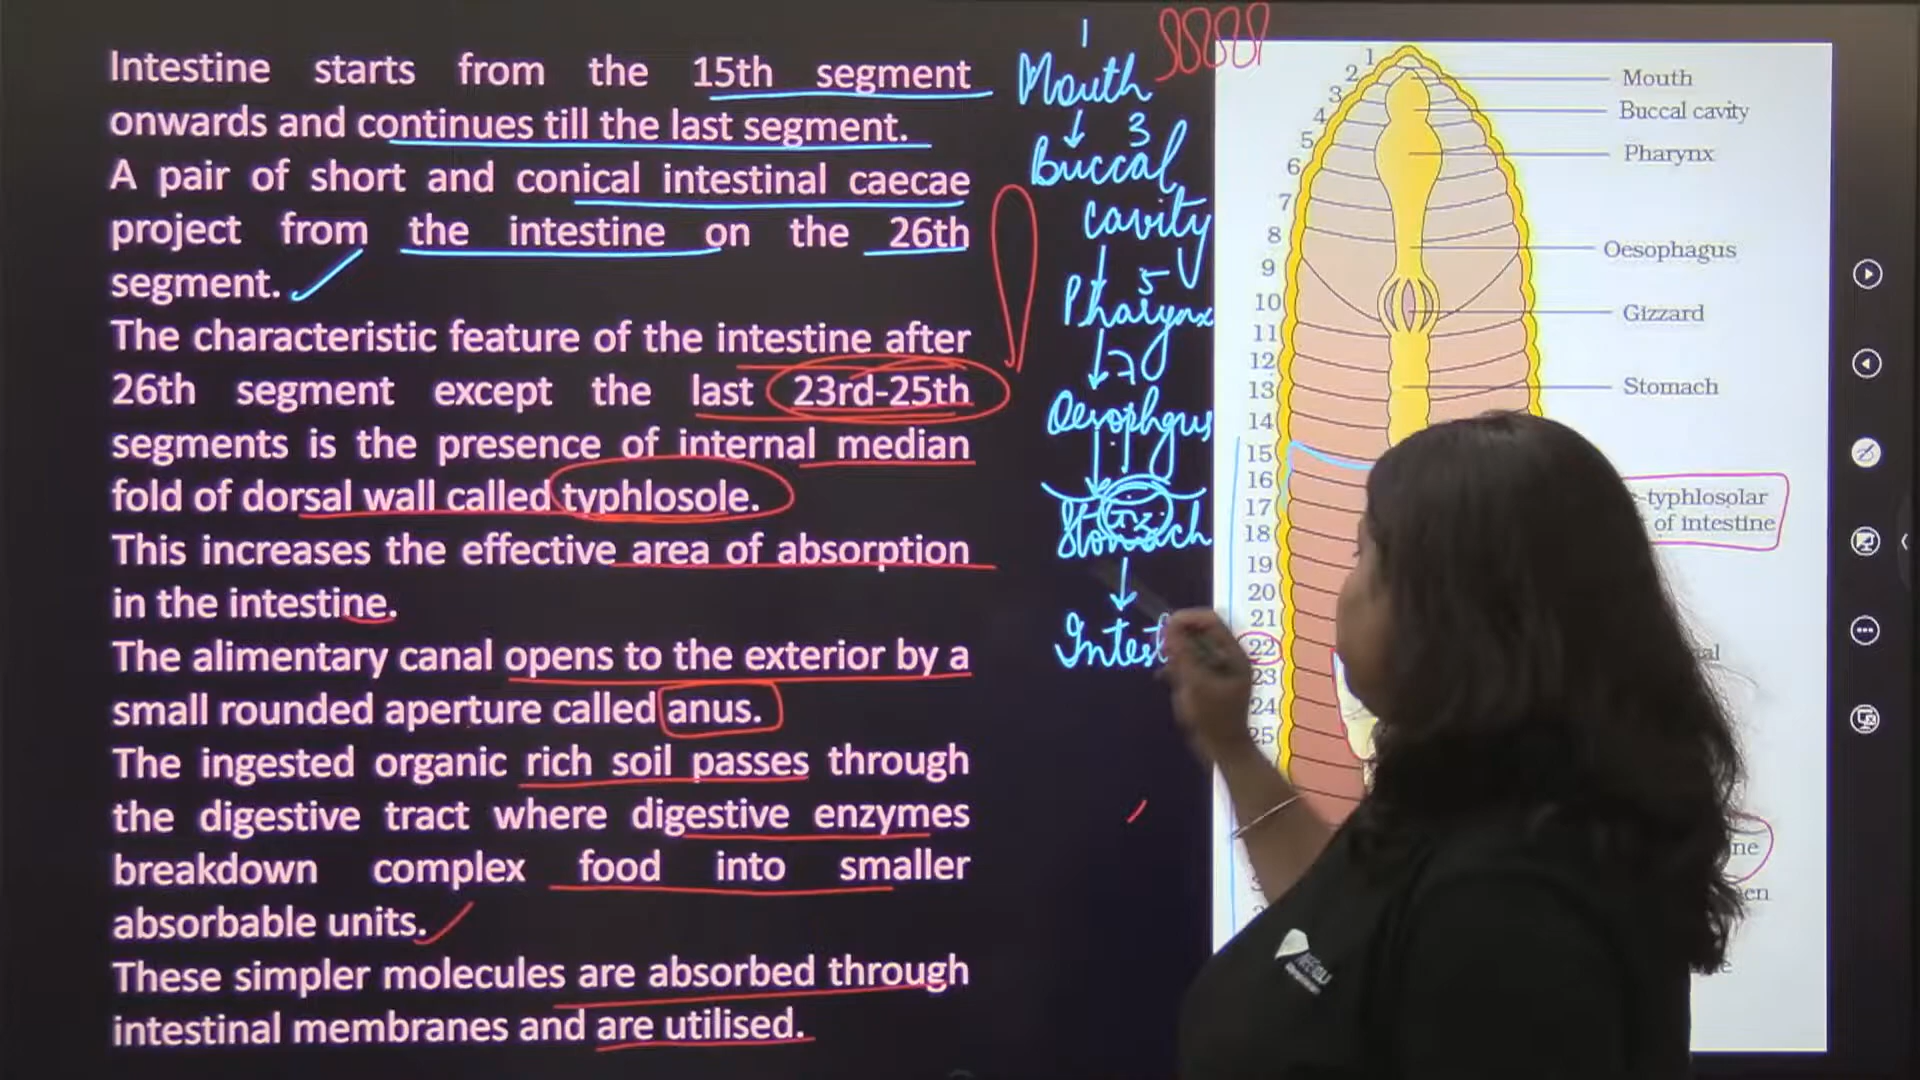 Intestine starts from the 15th segment
onwards and continues till the last segment.
A pair of short and conical intestinal caecae
project from the intestine on the 26th
segment.
The characteristic feature of the intestine after
26th segment except the last 23rd-25th
segments is the presence of internal median
fold of dorsal wall called typhlosole.
This increases the effective area of absorption
in the intestine.
The alimentary canal opens to the exterior by a
small rounded aperture called anus.
The ingested organic rich soil passes through
the digestive tract where digestive enzymes
breakdown complex food into smaller
absorbable units.
These simpler molecules are absorbed through
intestinal membranes and are utilised.
1
Mouth
3
Buccal
cavity
5
Pharynx
7
Oesophgus
Stomach
Intest
1
2
3
4
5
6
7
8
9
10
11
12
13
14
15
16
17
18
19
20
21
22
23
24
25
Mouth
Buccal cavity
Pharynx
Oesophagus
Gizzard
Stomach
-typhlosolar
of intestine